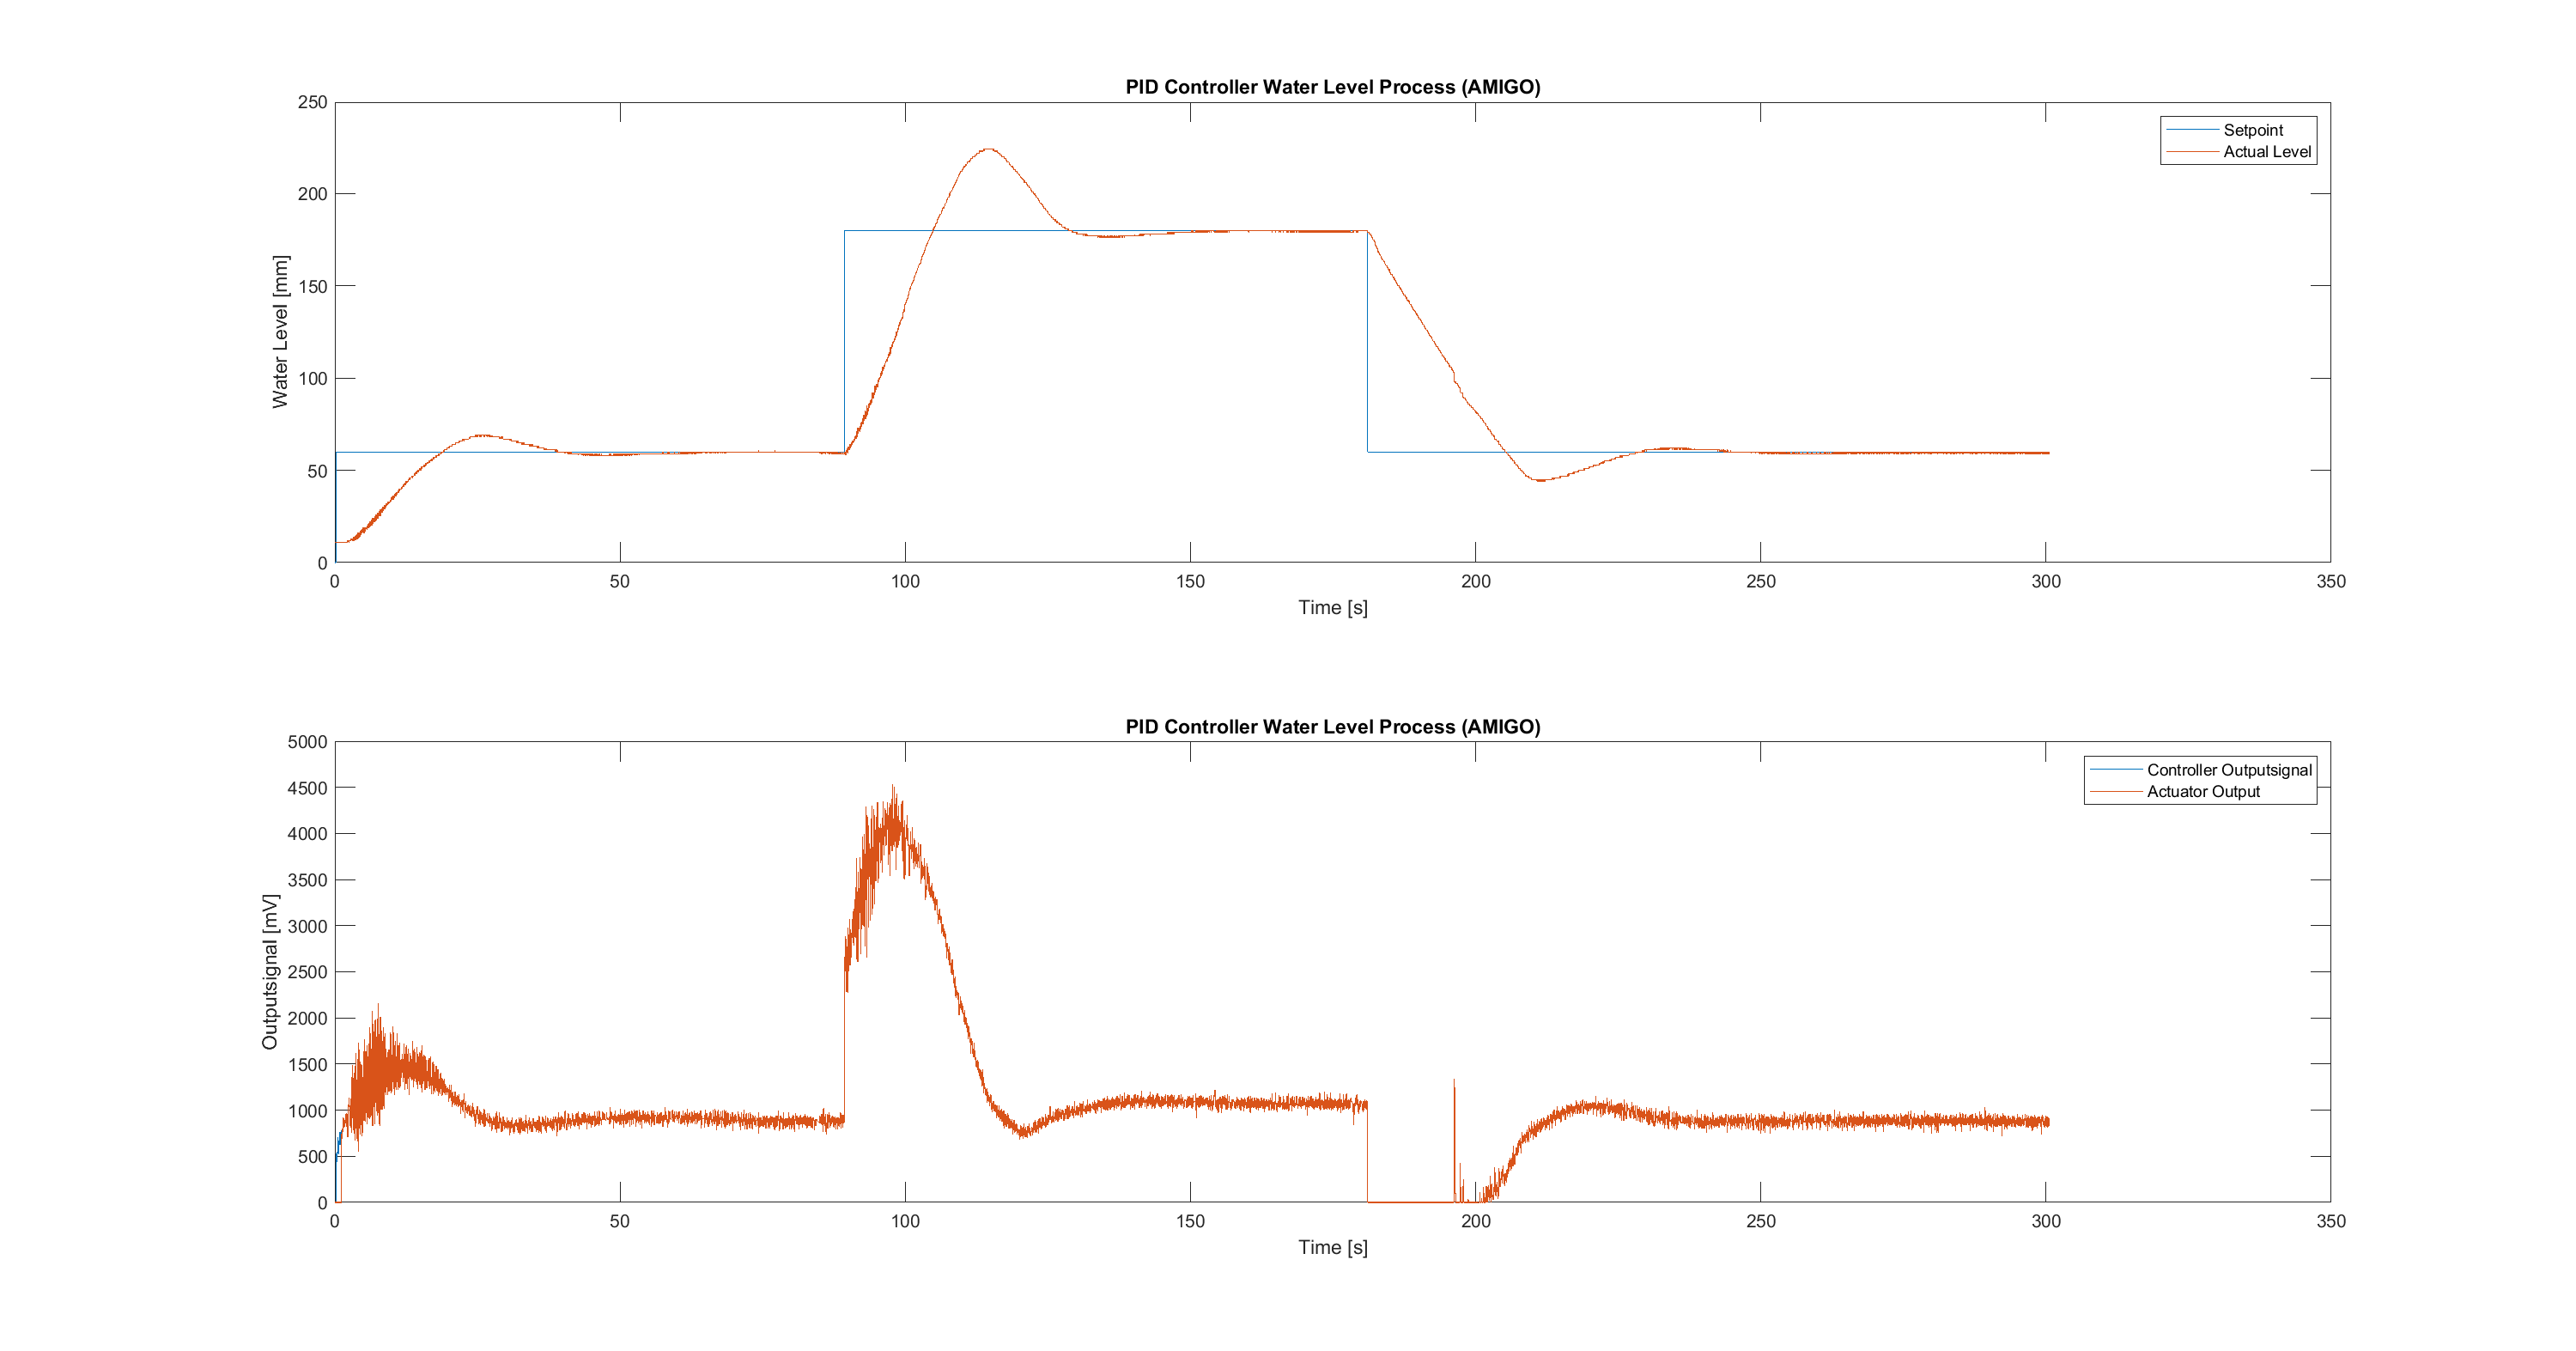 PID Controller Water Level Process (AMIGO)
250
200
150
100
50
0
Water Level [mm]
Setpoint
Actual Level
0 50 100 150 200 250 300 350
Time [s]
PID Controller Water Level Process (AMIGO)
5000
4500
4000
3500
3000
2500
2000
1500
1000
500
0
Outputsignal [mV]
Controller Outputsignal
Actuator Output
0 50 100 150 200 250 300 350
Time [s]